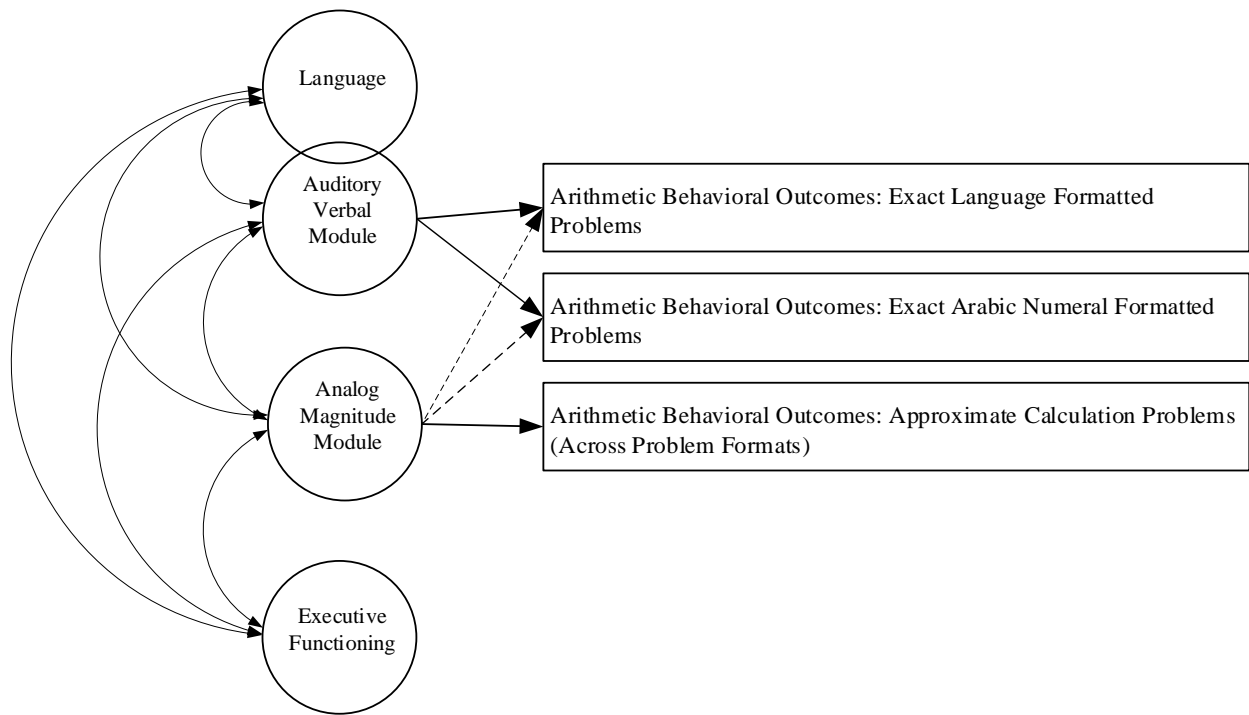 Language
Auditory
Verbal
Module
Analog
Magnitude
Module
Executive
Functioning
Arithmetic Behavioral Outcomes: Exact Language Formatted
Problems
Arithmetic Behavioral Outcomes: Exact Arabic Numeral Formatted
Problems
Arithmetic Behavioral Outcomes: Approximate Calculation Problems
(Across Problem Formats)